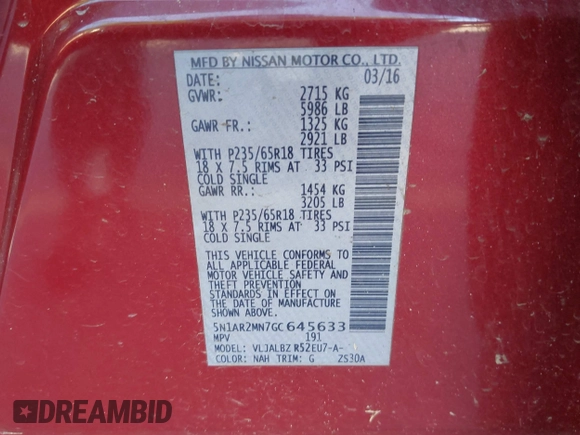 MFD BY NISSAN MOTOR CO., LTD.
DATE: 03/16
GVWR: 2715 KG
5986 LB
GAWR FR.: 1325 KG
2921 LB
WITH P235/65R18 TIRES
18 X 7.5 RIMS AT 33 PSI
COLD SINGLE
GAWR RR.: 1454 KG
3205 LB
WITH P235/65R18 TIRES
18 X 7.5 RIMS AT 33 PSI
COLD SINGLE
THIS VEHICLE CONFORMS TO
ALL APPLICABLE FEDERAL
MOTOR VEHICLE SAFETY AND
THEFT PREVENTION
STANDARDS IN EFFECT ON
THE DATE OF MANUFACTURE
SHOWN ABOVE.
5N1AR2MN7GC645633
MPV 191
MODEL: VLJALBZ R52EU7-A-
COLOR: NAH TRIM: G ZS30A
DREAMBID